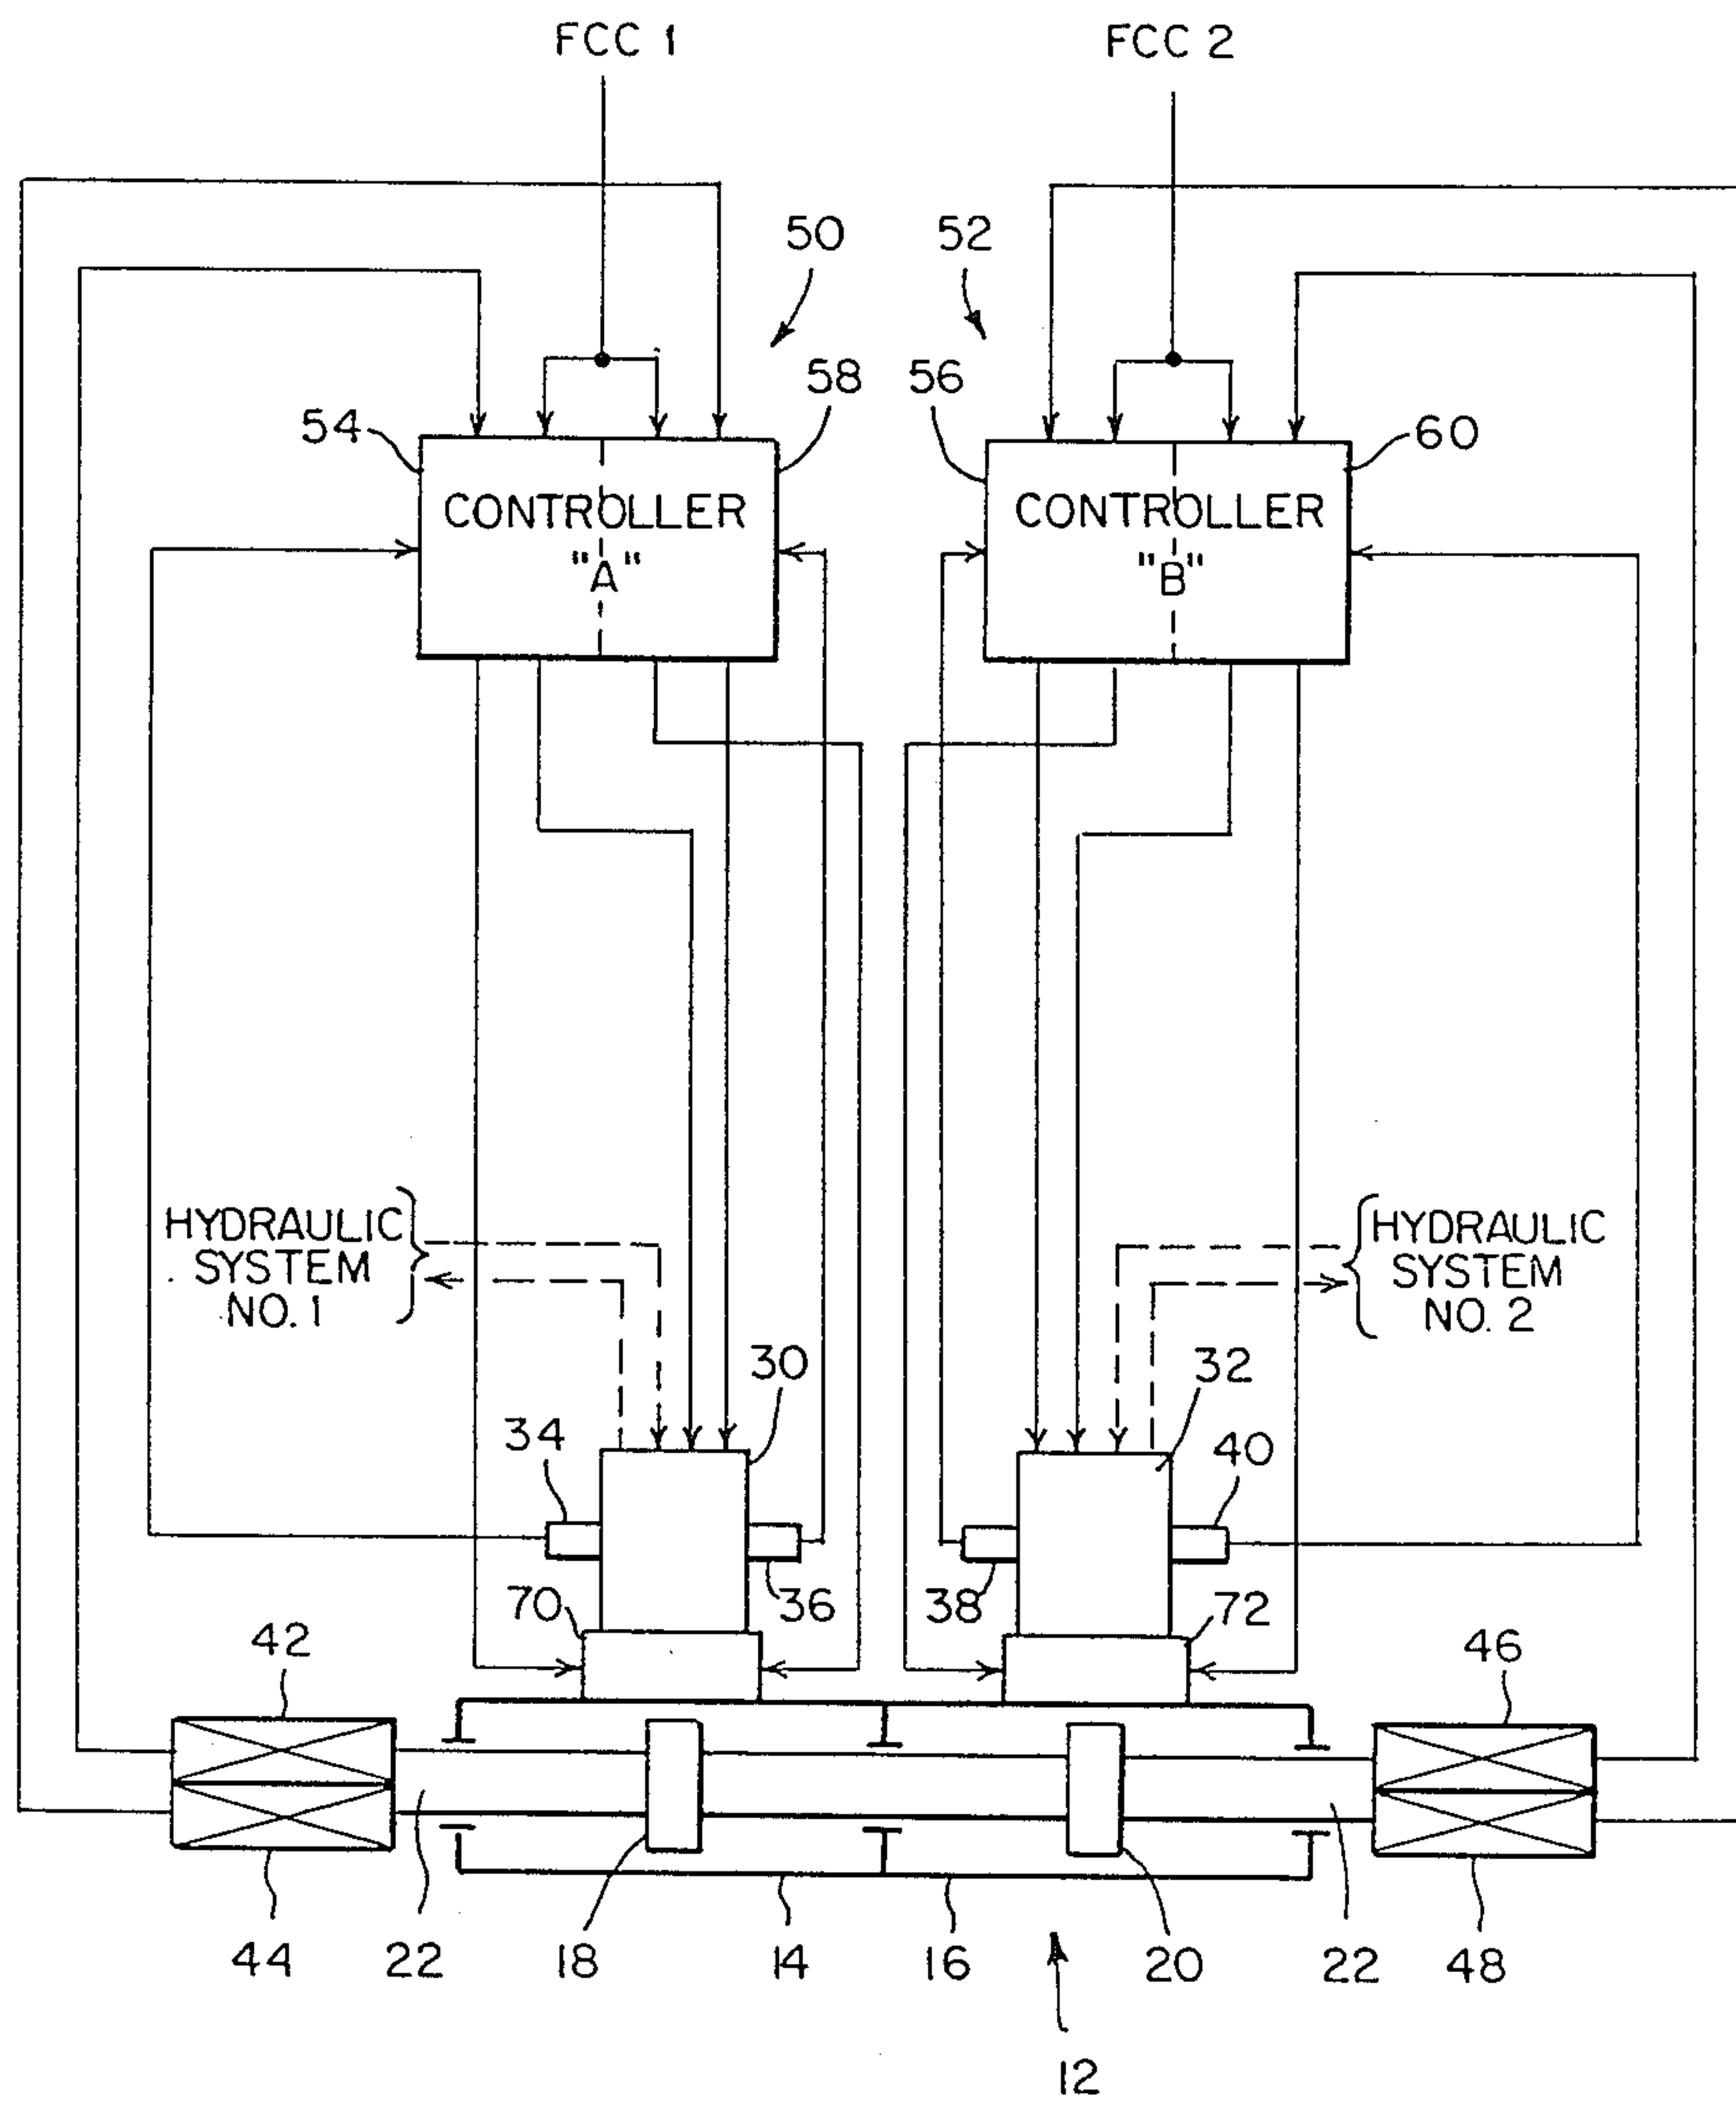 FCC 1
FCC 2
50
52
54
58
56
60
CONTROLLER
"A"
CONTROLLER
"B"
HYDRAULIC
SYSTEM
NO. 1
HYDRAULIC
SYSTEM
NO. 2
30
32
34
40
36
38
70
72
42
46
44
22
18
14
16
20
22
48
12